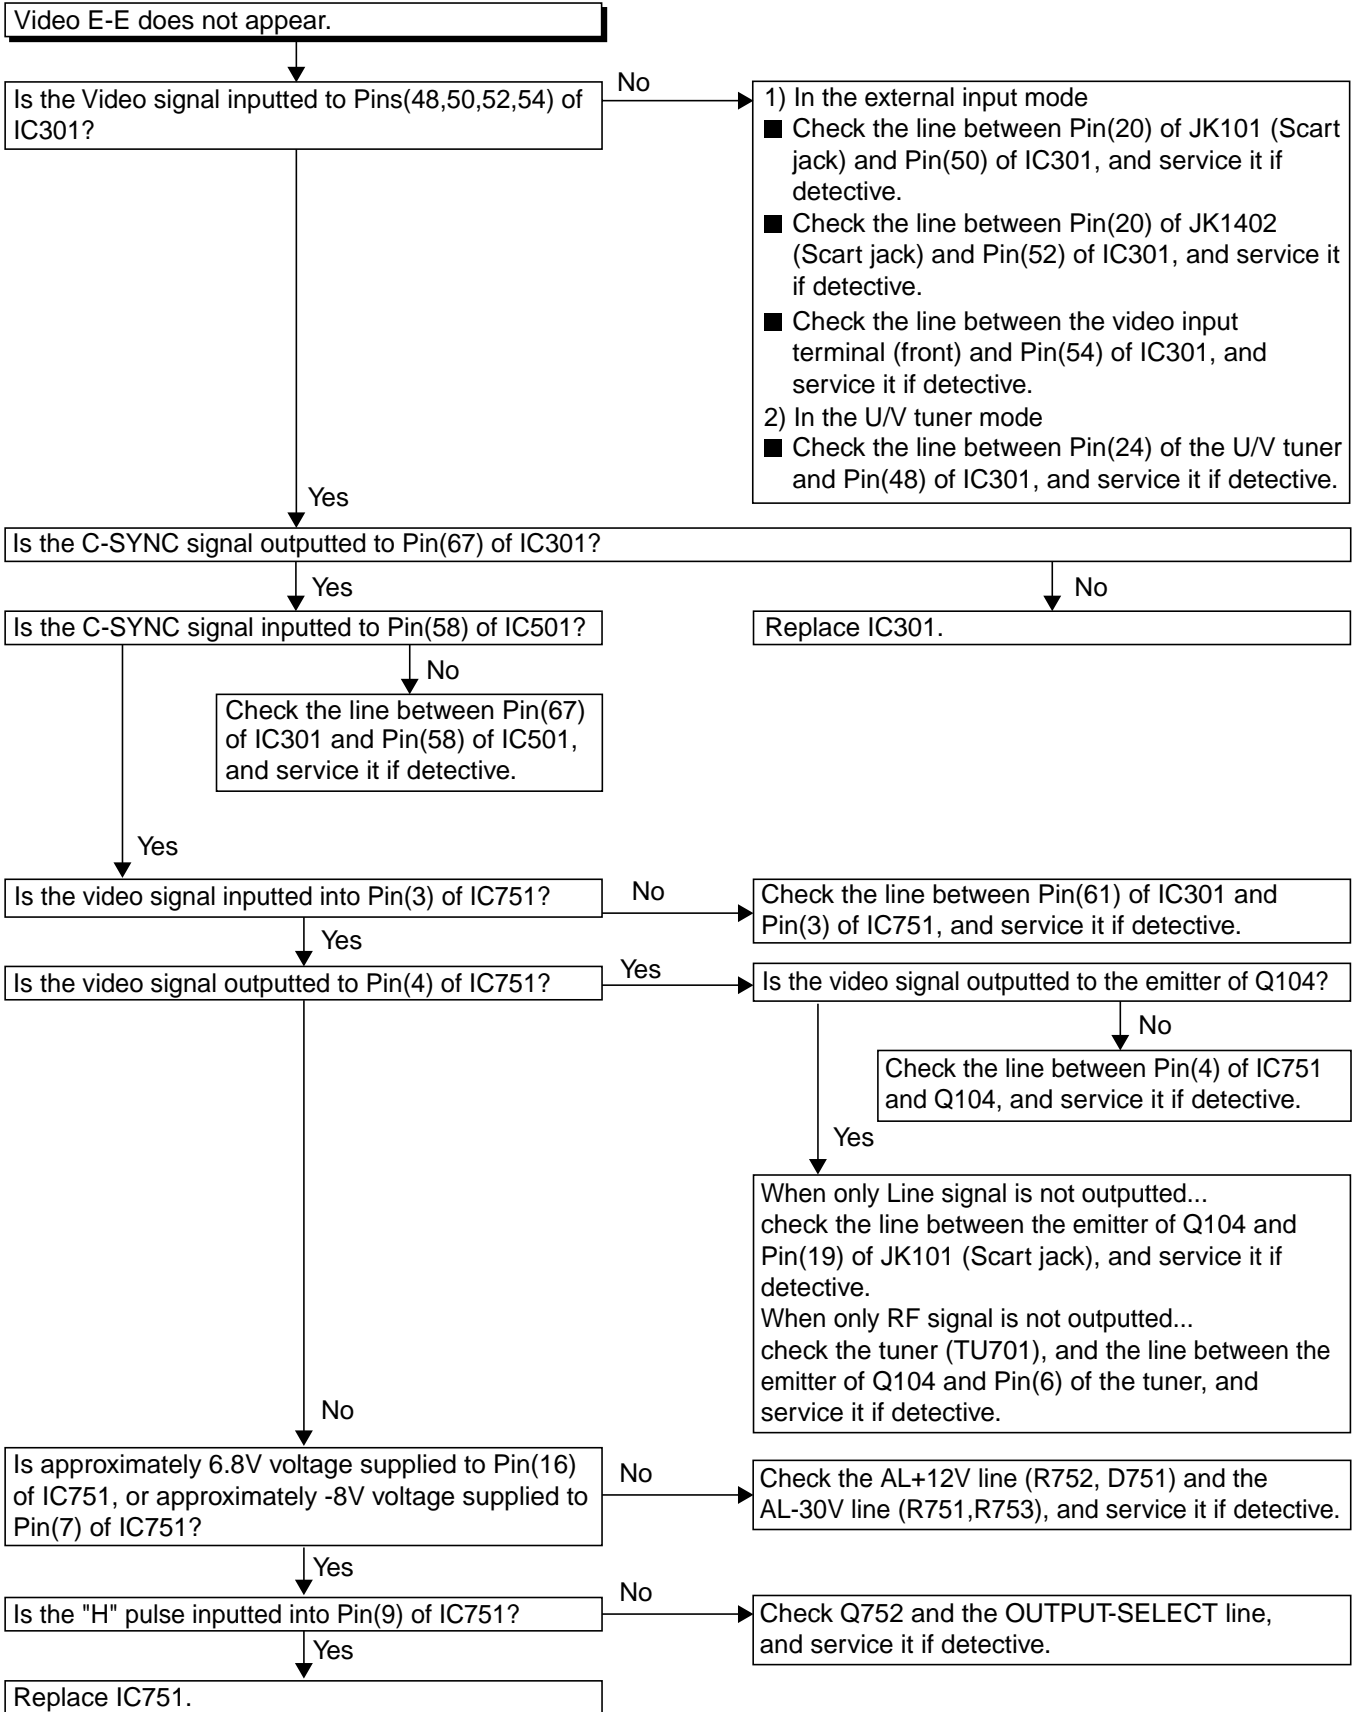 Video E-E does not appear.
Is the Video signal inputted to Pins(48,50,52,54) of
IC301?
No
1) In the external input mode
■ Check the line between Pin(20) of JK101 (Scart
jack) and Pin(50) of IC301, and service it if
detective.
■ Check the line between Pin(20) of JK1402
(Scart jack) and Pin(52) of IC301, and service it
if detective.
■ Check the line between the video input
terminal (front) and Pin(54) of IC301, and
service it if detective.
2) In the U/V tuner mode
■ Check the line between Pin(24) of the U/V tuner
and Pin(48) of IC301, and service it if detective.
Yes
Is the C-SYNC signal outputted to Pin(67) of IC301?
Yes
No
Is the C-SYNC signal inputted to Pin(58) of IC501?
Replace IC301.
No
Check the line between Pin(67)
of IC301 and Pin(58) of IC501,
and service it if detective.
Yes
Is the video signal inputted into Pin(3) of IC751?
No
Check the line between Pin(61) of IC301 and
Pin(3) of IC751, and service it if detective.
Yes
Is the video signal outputted to Pin(4) of IC751?
Yes
Is the video signal outputted to the emitter of Q104?
No
Check the line between Pin(4) of IC751
and Q104, and service it if detective.
Yes
When only Line signal is not outputted...
check the line between the emitter of Q104 and
Pin(19) of JK101 (Scart jack), and service it if
detective.
When only RF signal is not outputted...
check the tuner (TU701), and the line between the
emitter of Q104 and Pin(6) of the tuner, and
service it if detective.
No
Is approximately 6.8V voltage supplied to Pin(16)
of IC751, or approximately -8V voltage supplied to
Pin(7) of IC751?
No
Check the AL+12V line (R752, D751) and the
AL-30V line (R751,R753), and service it if detective.
Yes
Is the "H" pulse inputted into Pin(9) of IC751?
No
Check Q752 and the OUTPUT-SELECT line,
and service it if detective.
Yes
Replace IC751.